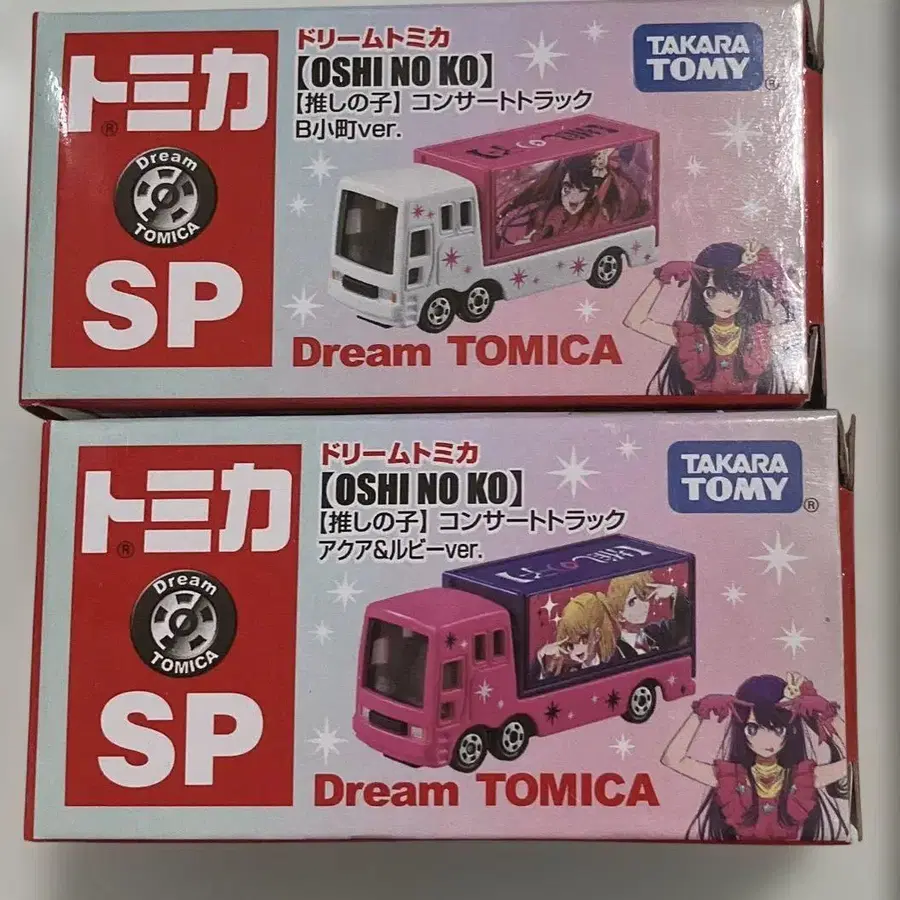 トミカ
®
Dream
TOMICA
SP
ドリームトミカ
【OSHI NO KO】
【推しの子】コンサートトラック
B小町ver.
TAKARA
TOMY
®
Dream TOMICA
トミカ
®
Dream
TOMICA
SP
ドリームトミカ
【OSHI NO KO】
【推しの子】コンサートトラック
アクア&ルビーver.
TAKARA
TOMY
®
Dream TOMICA